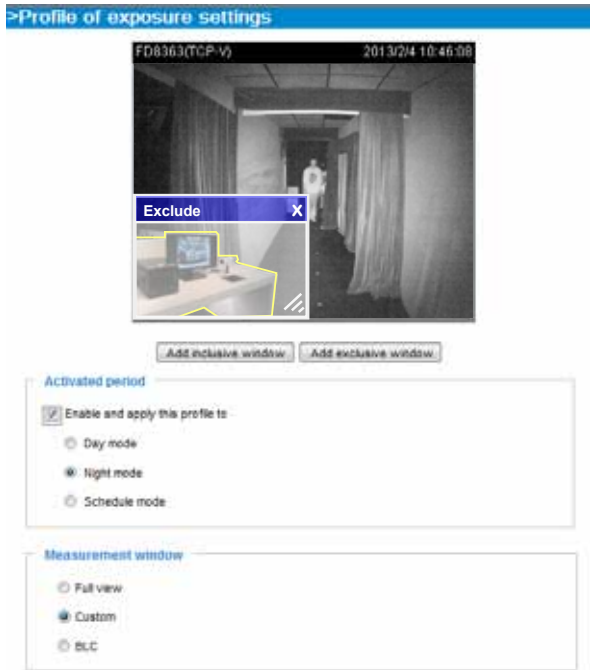 >Profile of exposure settings
FD8363(TCP-V) 2013/2/4 10:46:08
Exclude X
Add inclusive window Add exclusive window
Activated period
Enable and apply this profile to
Day mode
Night mode
Schedule mode
Measurement window
Full view
Custom
BLC